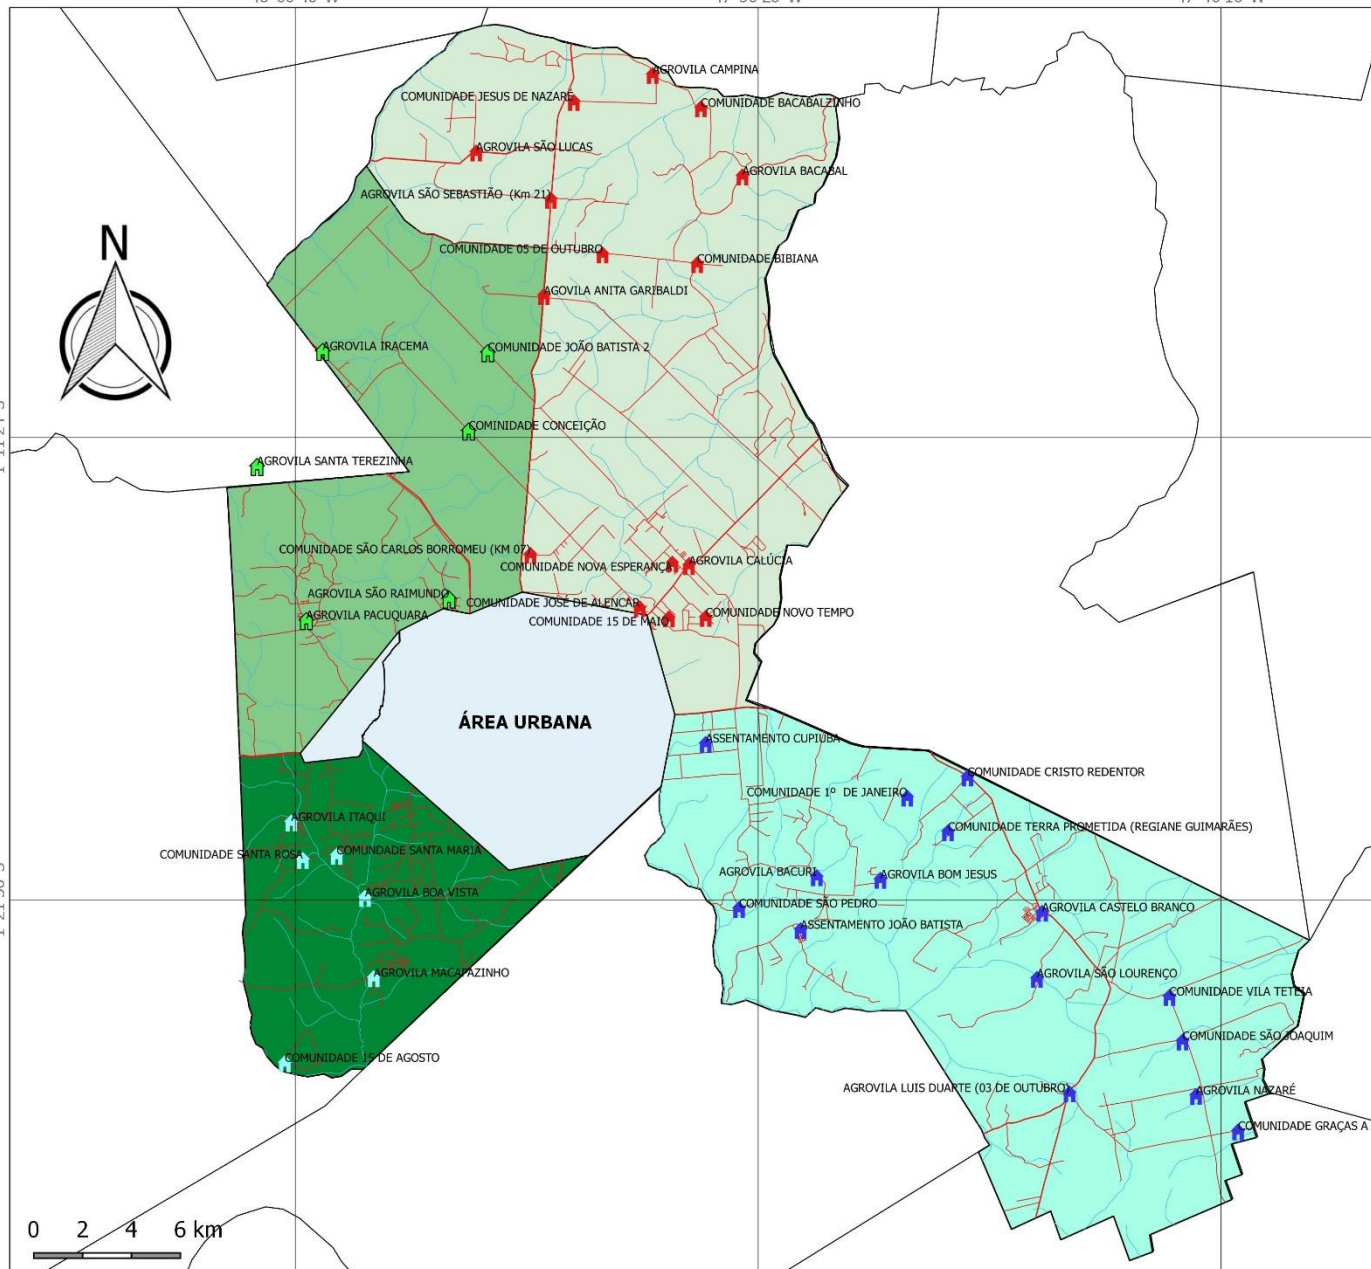 AGROVILA CAMPINA
COMUNIDADE JESUS DE NAZARÉ
COMUNIDADE BACABALZINHO
AGROVILA SÃO LUCAS
AGROVILA BACABAL
AGROVILA SÃO SEBASTIÃO (Km 21)
N
COMUNIDADE 05 DE OUTUBRO
COMUNIDADE BIBIANA
AGOVILA ANITA GARIBALDI
AGROVILA IRACEMA
COMUNIDADE JOÃO BATISTA 2
COMINIDADE CONCEIÇÃO
AGROVILA SANTA TEREZINHA
COMUNIDADE SÃO CARLOS BORROMEU (KM 07)
COMUNIDADE NOVA ESPERANÇA
AGROVILA CALÚCIA
AGROVILA SÃO RAIMUNDO
COMUNIDADE JOSÉ DE ALENCAR
AGROVILA PACUQUARA
COMUNIDADE 15 DE MAIO
COMUNIDADE NOVO TEMPO
ÁREA URBANA
ASSENTAMENTO CUPIUBA
COMUNIDADE CRISTO REDENTOR
COMUNIDADE 1º DE JANEIRO
AGROVILA ITAQUI
COMUNIDADE TERRA PROMETIDA (REGIANE GUIMARÃES)
COMUNDADE SANTA ROSA
COMUNDADE SANTA MARIA
AGROVILA BACURI
AGROVILA BOM JESUS
AGROVILA BOA VISTA
COMUNIDADE SÃO PEDRO
AGROVILA CASTELO BRANCO
ASSENTAMENTO JOÃO BATISTA
AGROVILA MACAPAZINHO
AGROVILA SÃO LOURENÇO
COMUNIDADE VILA TETEIA
COMUNIDADE SÃO JOAQUIM
COMUNIDADE 15 DE AGOSTO
AGROVILA LUIS DUARTE (03 DE OUTUBRO)
AGROVILA NAZARÉ
COMUNIDADE GRAÇAS A
0 2 4 6 km